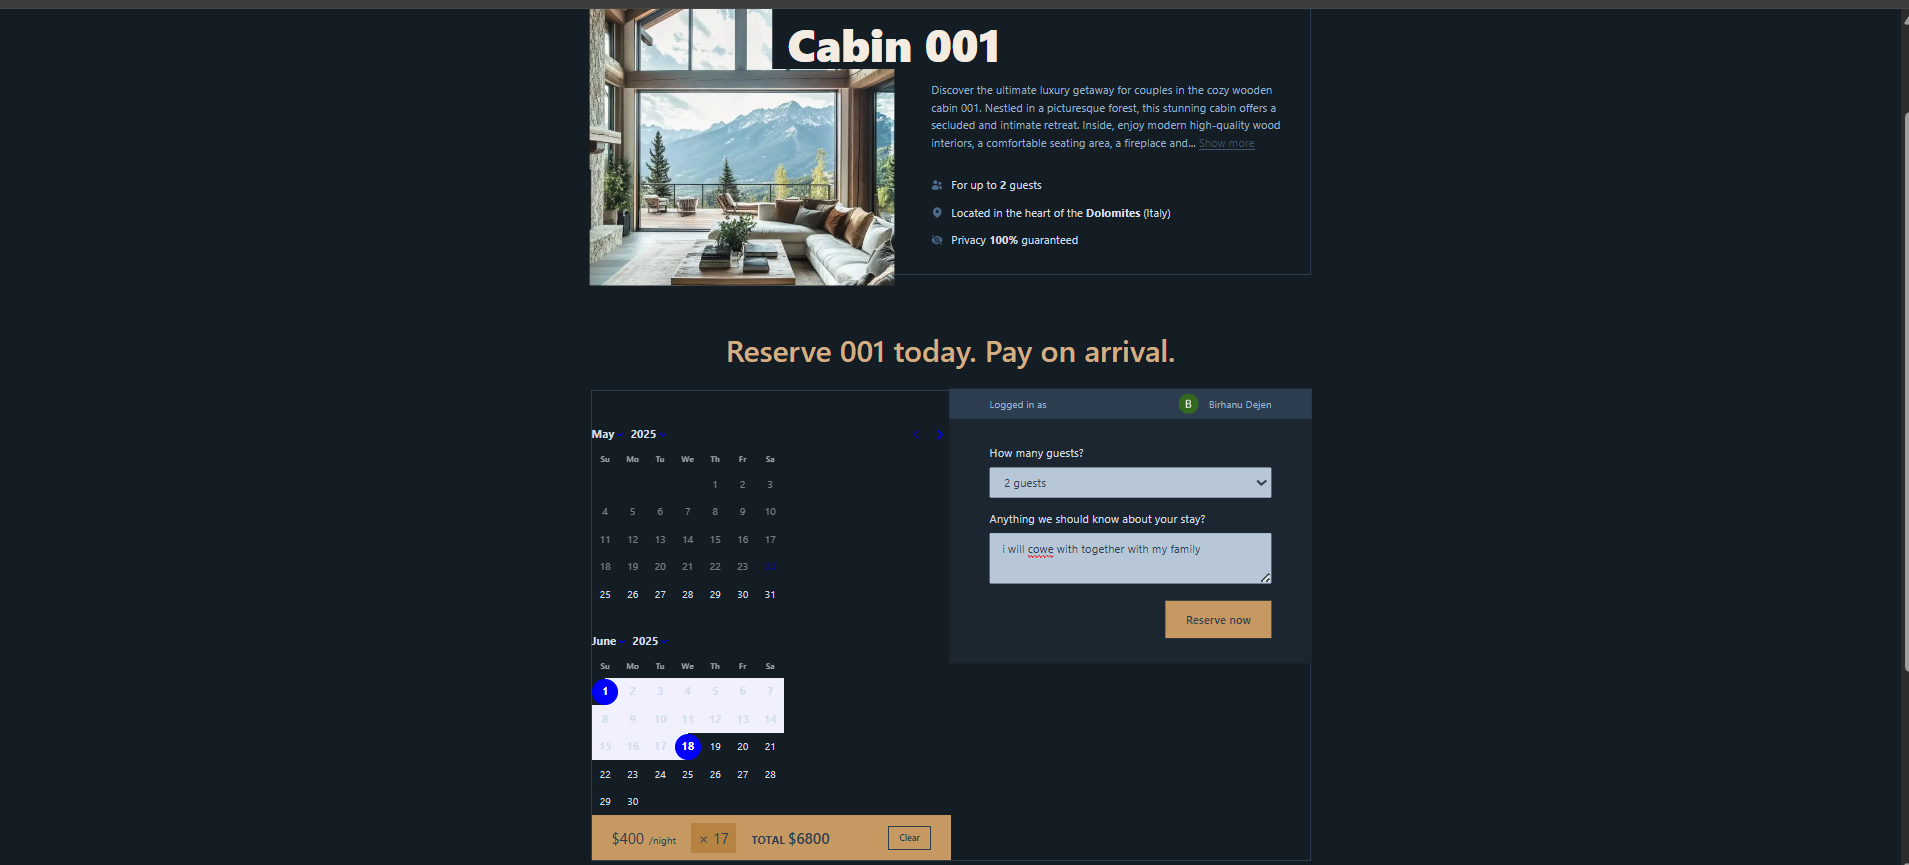 Cabin 001
Discover the ultimate luxury getaway for couples in the cozy wooden
cabin 001. Nestled in a picturesque forest, this stunning cabin offers a
secluded and intimate retreat. Inside, enjoy modern high-quality wood
interiors, a comfortable seating area, a fireplace and... Show more
For up to 2 guests
Located in the heart of the Dolomites (Italy)
Privacy 100% guaranteed
Reserve 001 today. Pay on arrival.
May 2025
Su Mo Tu We Th Fr Sa
1 2 3
4 5 6 7 8 9 10
11 12 13 14 15 16 17
18 19 20 21 22 23
25 26 27 28 29 30 31
June 2025
Su Mo Tu We Th Fr Sa
1 2 3 4 5 6 7
8 9 10 11 12 13 14
15 16 17 18 19 20 21
22 23 24 25 26 27 28
29 30
$400 /night × 17 TOTAL $6800 Clear
Logged in as B Birhanu Dejen
How many guests?
2 guests
Anything we should know about your stay?
i will cowe with together with my family
Reserve now